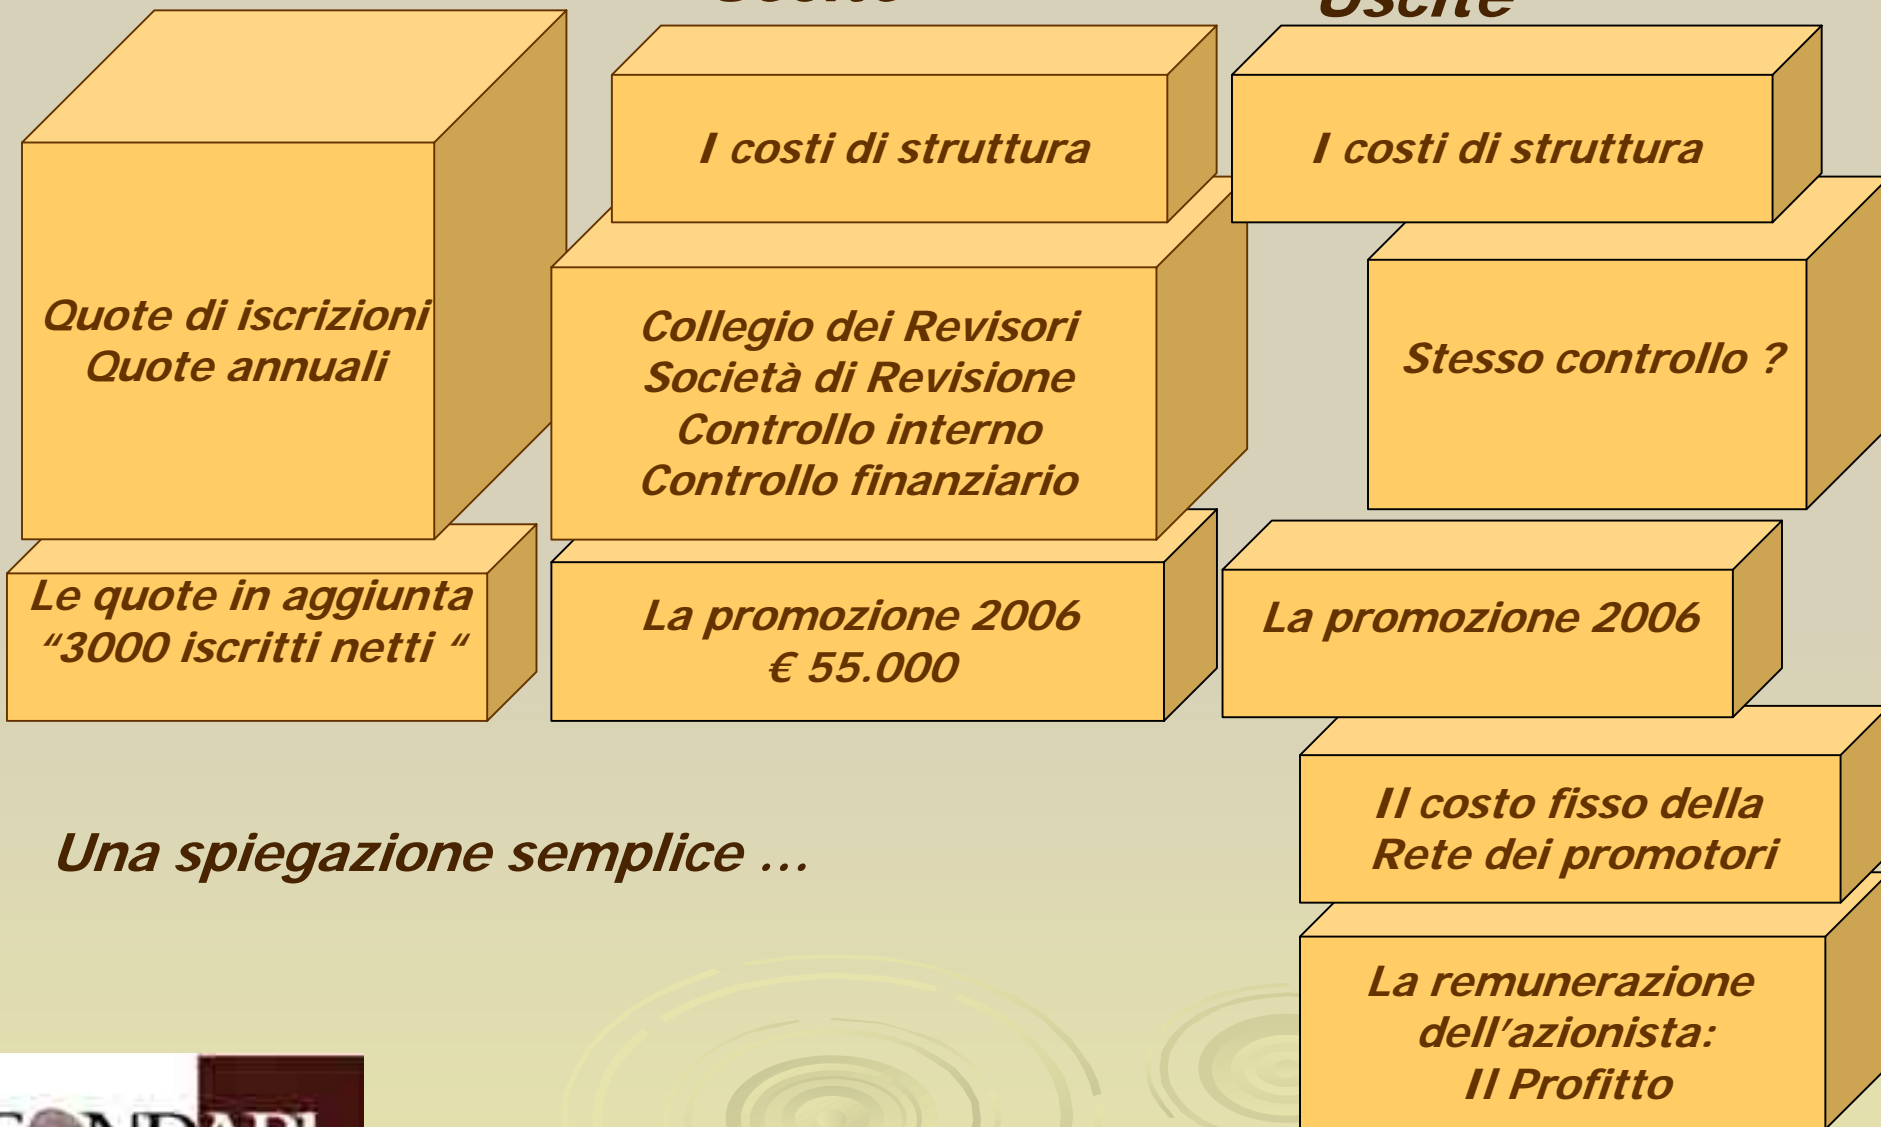 Uscite
I costi di struttura
I costi di struttura
Quote di iscrizioni
Quote annuali
Collegio dei Revisori
Società di Revisione
Controllo interno
Controllo finanziario
Stesso controllo ?
Le quote in aggiunta
“3000 iscritti netti “
La promozione 2006
€ 55.000
La promozione 2006
Il costo fisso della
Rete dei promotori
Una spiegazione semplice ...
La remunerazione
dell’azionista:
Il Profitto